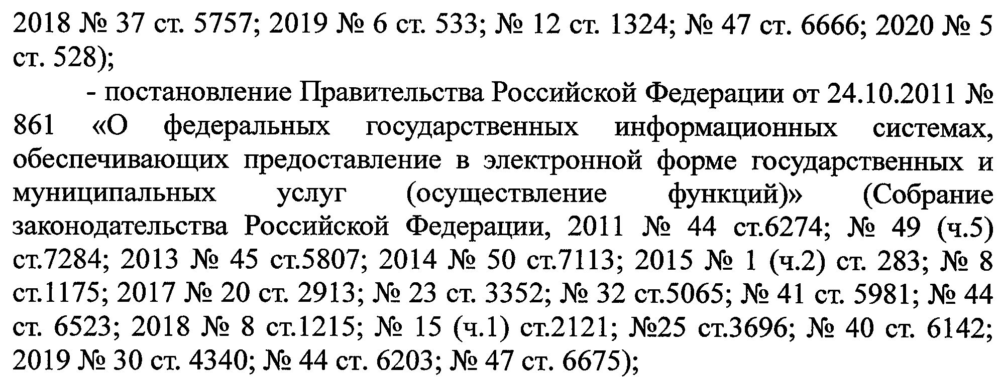 2018 № 37 ст. 5757; 2019 № 6 ст. 533; № 12 ст. 1324; № 47 ст. 6666; 2020 № 5
ст. 528);
- постановление Правительства Российской Федерации от 24.10.2011 №
861 «О федеральных государственных информационных системах,
обеспечивающих предоставление в электронной форме государственных и
муниципальных услуг (осуществление функций)» (Собрание
законодательства Российской Федерации, 2011 № 44 ст.6274; № 49 (ч.5)
ст.7284; 2013 № 45 ст.5807; 2014 № 50 ст.7113; 2015 № 1 (ч.2) ст. 283; № 8
ст.1175; 2017 № 20 ст. 2913; № 23 ст. 3352; № 32 ст.5065; № 41 ст. 5981; № 44
ст. 6523; 2018 № 8 ст.1215; № 15 (ч.1) ст.2121; №25 ст.3696; № 40 ст. 6142;
2019 № 30 ст. 4340; № 44 ст. 6203; № 47 ст. 6675);